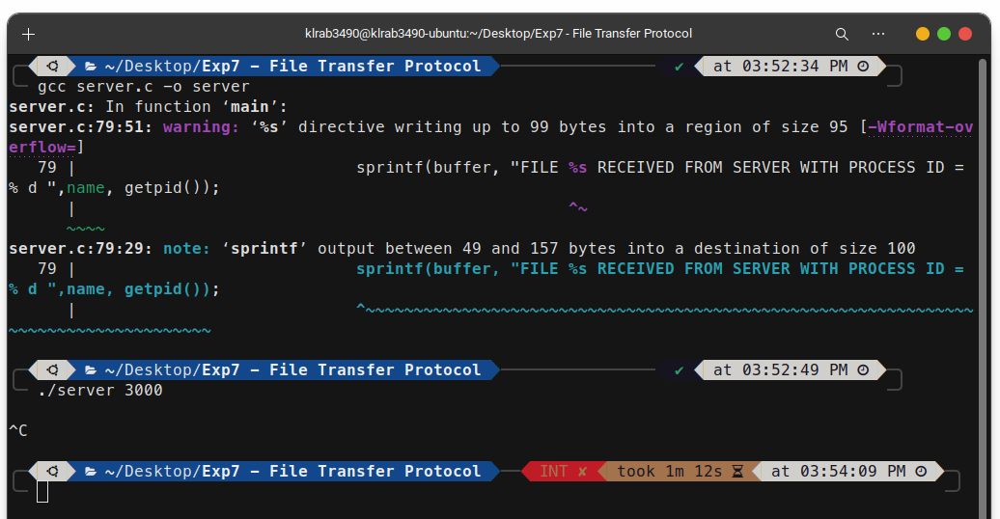 klrab3490@klrab3490-ubuntu:~/Desktop/Exp7 - File Transfer Protocol
~/Desktop/Exp7 - File Transfer Protocol ✔ at 03:52:34 PM
gcc server.c -o server
server.c: In function ‘main’:
server.c:79:51: warning: ‘%s’ directive writing up to 99 bytes into a region of size 95 [-Wformat-ov
erflow=]
   79 |                             sprintf(buffer, "FILE %s RECEIVED FROM SERVER WITH PROCESS ID =
% d ",name, getpid());
      |                                                   ^~
      ~~~~
server.c:79:29: note: ‘sprintf’ output between 49 and 157 bytes into a destination of size 100
   79 |                             sprintf(buffer, "FILE %s RECEIVED FROM SERVER WITH PROCESS ID =
% d ",name, getpid());
      |                             ^~~~~~~~~~~~~~~~~~~~~~~~~~~~~~~~~~~~~~~~~~~~~~~~~~~~~~~~~~~~~~~~
~~~~~~~~~~~~~~~~~~~~~
~/Desktop/Exp7 - File Transfer Protocol ✔ at 03:52:49 PM
./server 3000
^C
~/Desktop/Exp7 - File Transfer Protocol INT ✘ took 1m 12s at 03:54:09 PM